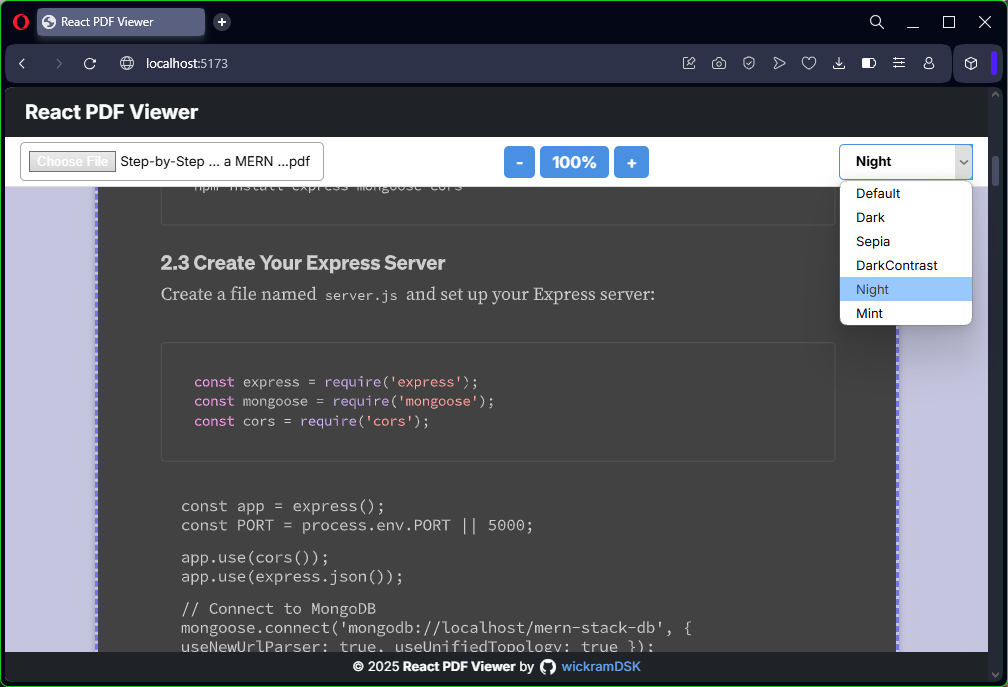 React PDF Viewer
localhost:5173
React PDF Viewer
Choose File Step-by-Step ... a MERN ...pdf
- 100% +
Night
Default
Dark
Sepia
DarkContrast
Night
Mint
npm install express mongoose cors
2.3 Create Your Express Server
Create a file named server.js and set up your Express server:
const express = require('express');
const mongoose = require('mongoose');
const cors = require('cors');
const app = express();
const PORT = process.env.PORT || 5000;
app.use(cors());
app.use(express.json());
// Connect to MongoDB
mongoose.connect('mongodb://localhost/mern-stack-db', {
useNewUrlParser: true, useUnifiedTopology: true });
© 2025 React PDF Viewer by wickramDSK